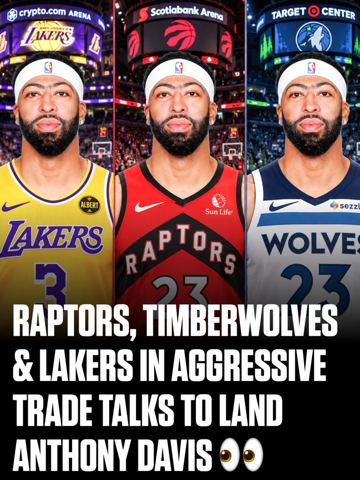 crypto.com ARENA
Scotiabank Arena
TARGET CENTER
LAKERS
ALBERT
LAKERS
3
Sun Life
RAPTORS
23
sezzl
WOLVES
23
RAPTORS, TIMBERWOLVES
& LAKERS IN AGGRESSIVE
TRADE TALKS TO LAND
ANTHONY DAVIS 👀